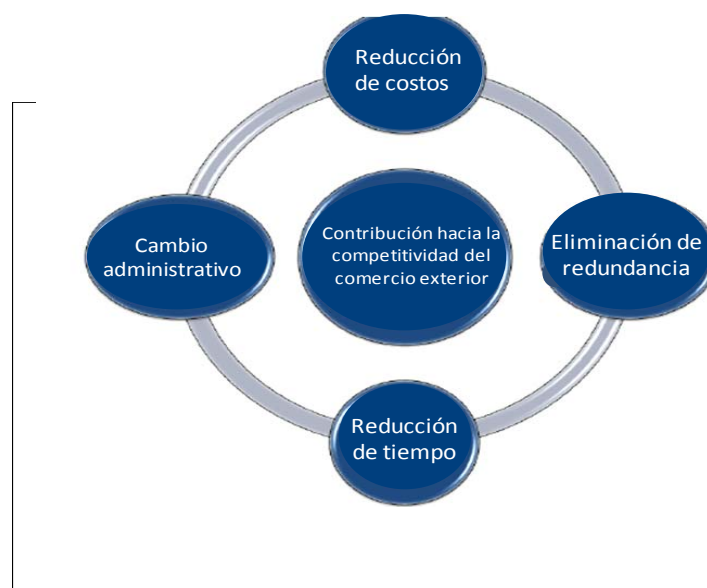 Reducción
de costos
Cambio
administrativo
Contribución hacia la
competitividad del
comercio exterior
Eliminación de
redundancia
Reducción
de tiempo